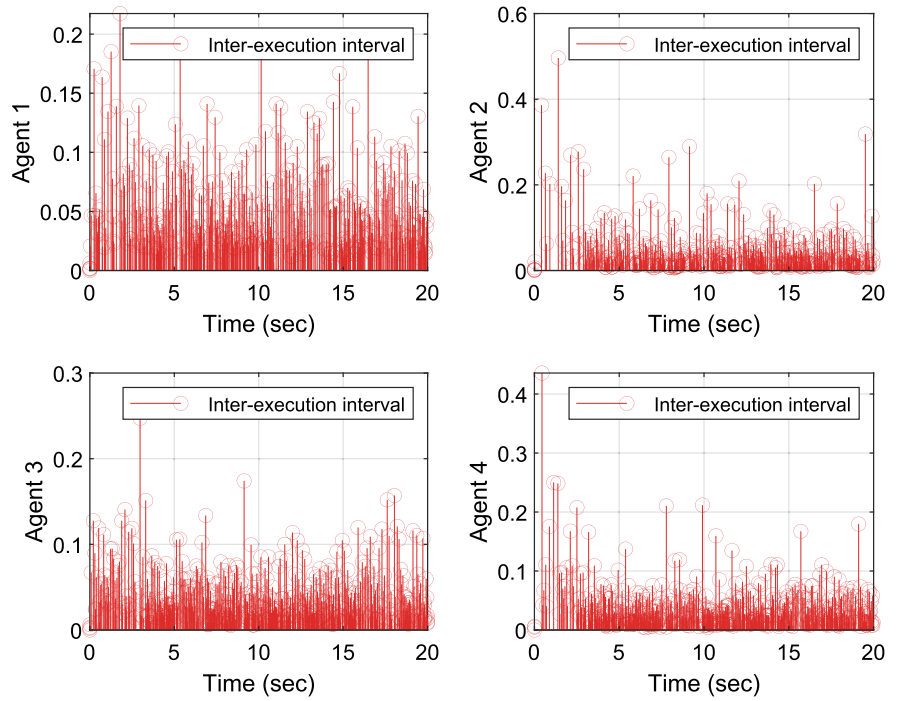 Agent 1
0.2
0.15
0.1
0.05
0
Inter-execution interval
0 5 10 15 20
Time (sec)
Agent 2
0.6
0.4
0.2
0
Inter-execution interval
0 5 10 15 20
Time (sec)
Agent 3
0.3
0.2
0.1
0
Inter-execution interval
0 5 10 15 20
Time (sec)
Agent 4
0.4
0.3
0.2
0.1
0
Inter-execution interval
0 5 10 15 20
Time (sec)